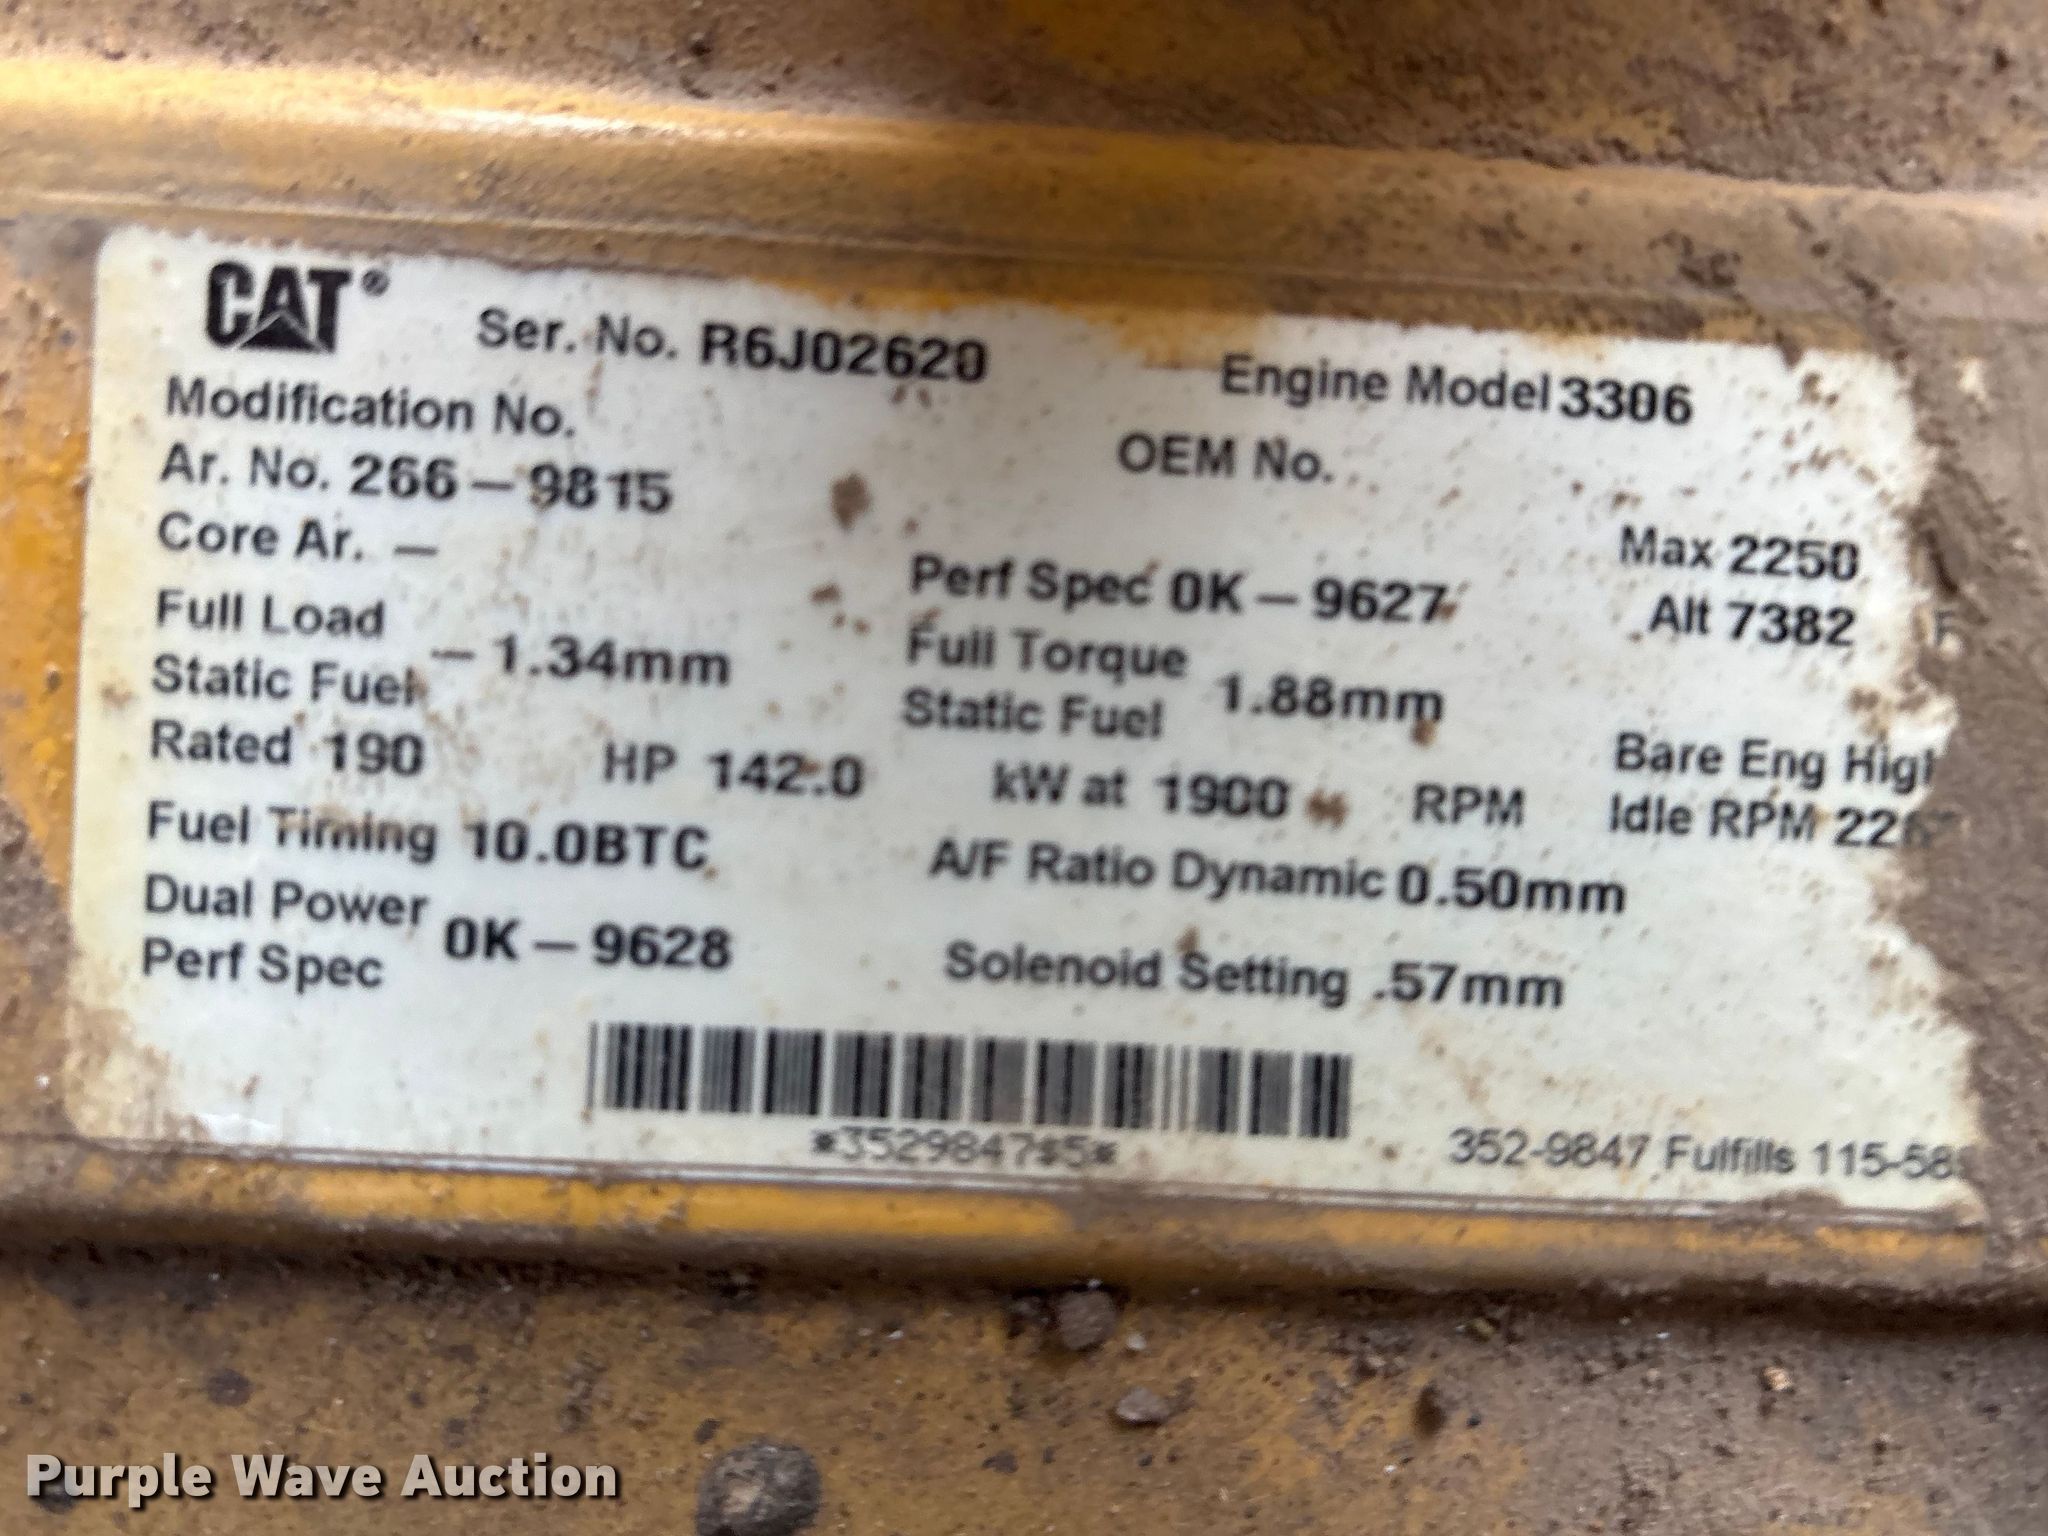 CAT® Ser. No. R6J02620 Engine Model 3306
Modification No. OEM No.
Ar. No. 266-9815
Core Ar. - Max 2250
Perf Spec 0K-9627 Alt 7382
Full Load Static Fuel -1.34mm Full Torque Static Fuel 1.88mm
Rated 190 HP 142.0 kW at 1900 RPM Bare Eng Idle RPM
Fuel Timing 10.0BTC A/F Ratio Dynamic 0.50mm
Dual Power Perf Spec 0K-9628 Solenoid Setting .57mm
*3529847$5*
352-9847 Fulfills
Purple Wave Auction